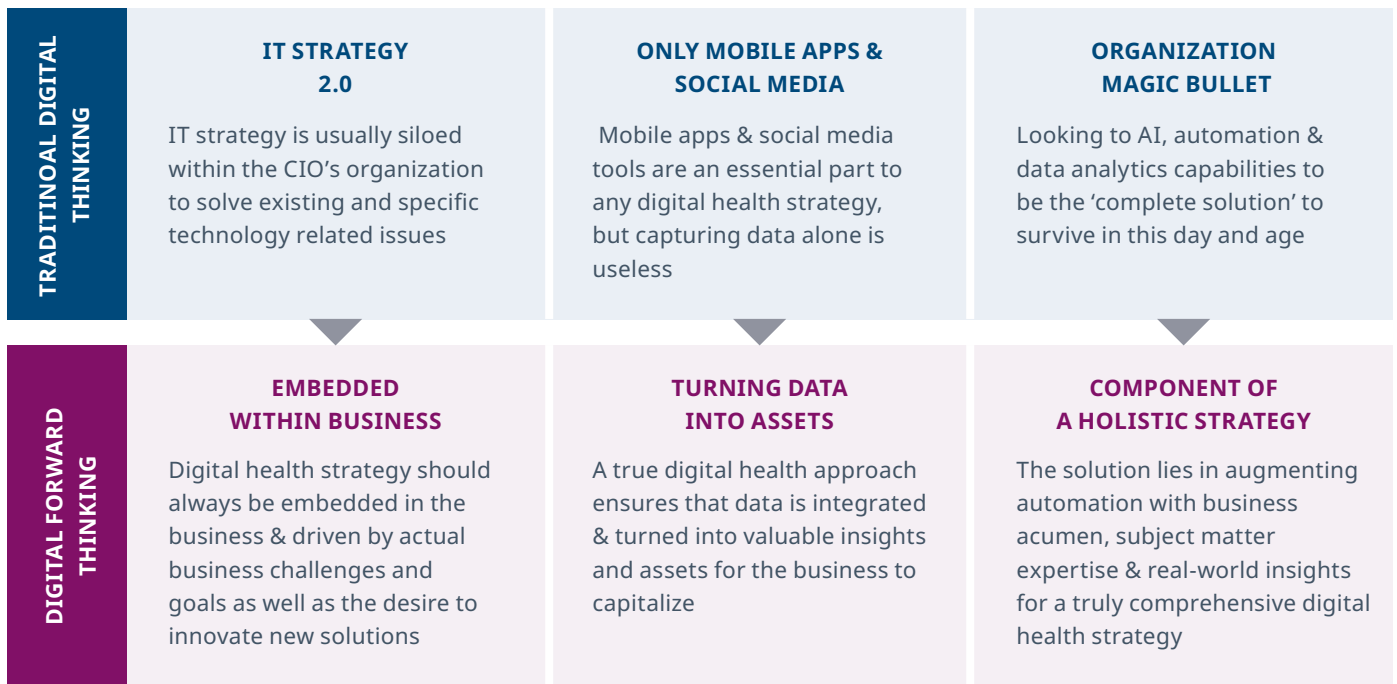 TRADITINOAL DIGITAL
THINKING
IT STRATEGY
2.0
IT strategy is usually siloed
within the CIO’s organization
to solve existing and specific
technology related issues
ONLY MOBILE APPS &
SOCIAL MEDIA
Mobile apps & social media
tools are an essential part to
any digital health strategy,
but capturing data alone is
useless
ORGANIZATION
MAGIC BULLET
Looking to AI, automation &
data analytics capabilities to
be the ‘complete solution’ to
survive in this day and age
DIGITAL FORWARD
THINKING
EMBEDDED
WITHIN BUSINESS
Digital health strategy should
always be embedded in the
business & driven by actual
business challenges and
goals as well as the desire to
innovate new solutions
TURNING DATA
INTO ASSETS
A true digital health approach
ensures that data is integrated
& turned into valuable insights
and assets for the business to
capitalize
COMPONENT OF
A HOLISTIC STRATEGY
The solution lies in augmenting
automation with business
acumen, subject matter
expertise & real-world insights
for a truly comprehensive digital
health strategy